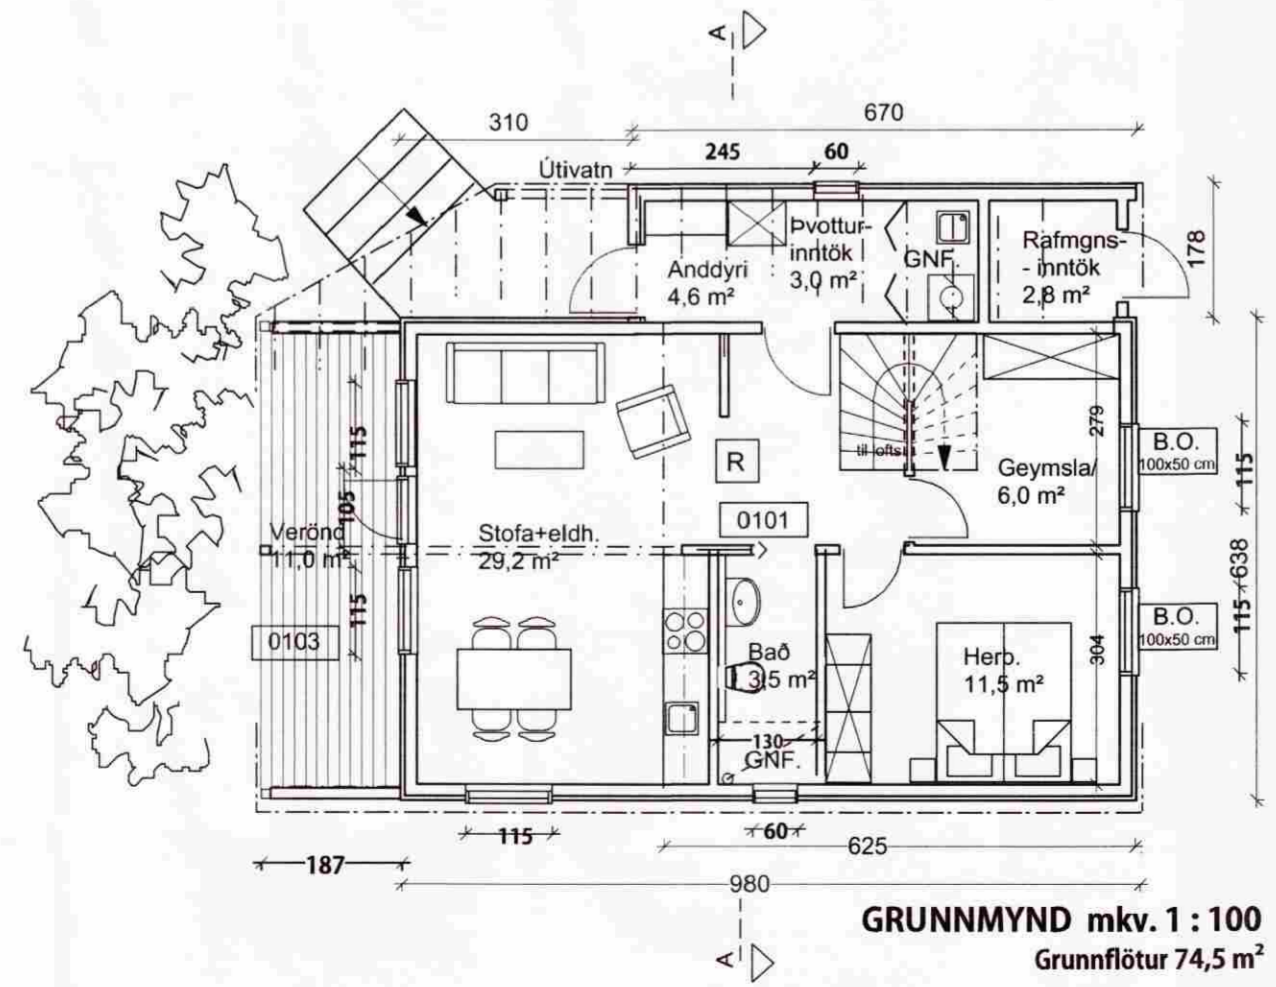 A
310
670
245
60
Útivatn
Þvottur-
inntök
3,0 m²
GNF.
Rafmgns-
- inntök
2,8 m²
178
Anddyri
4,6 m²
115
105
115
Verönd
11,0 m²
0103
Stofa+eldh.
29,2 m²
R
0101
til lofts
279
Geymsla/
6,0 m²
B.O.
100x50 cm
115
638
B.O.
100x50 cm
115
304
Herb.
11,5 m²
Bað
3,5 m²
130
GNF.
115
60
625
187
980
A
GRUNNMYND mkv. 1 : 100
Grunnflötur 74,5 m²